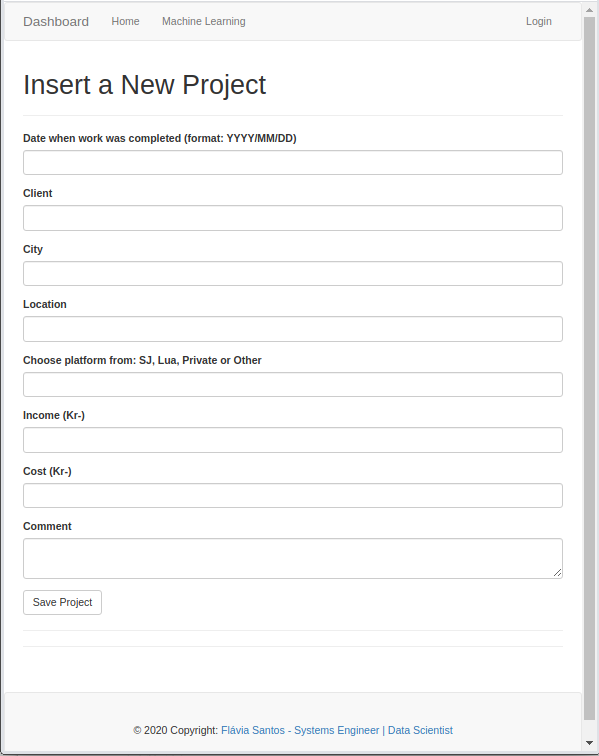 Dashboard Home Machine Learning Login
Insert a New Project
Date when work was completed (format: YYYY/MM/DD)
Client
City
Location
Choose platform from: SJ, Lua, Private or Other
Income (Kr-)
Cost (Kr-)
Comment
Save Project
© 2020 Copyright: Flávia Santos - Systems Engineer | Data Scientist